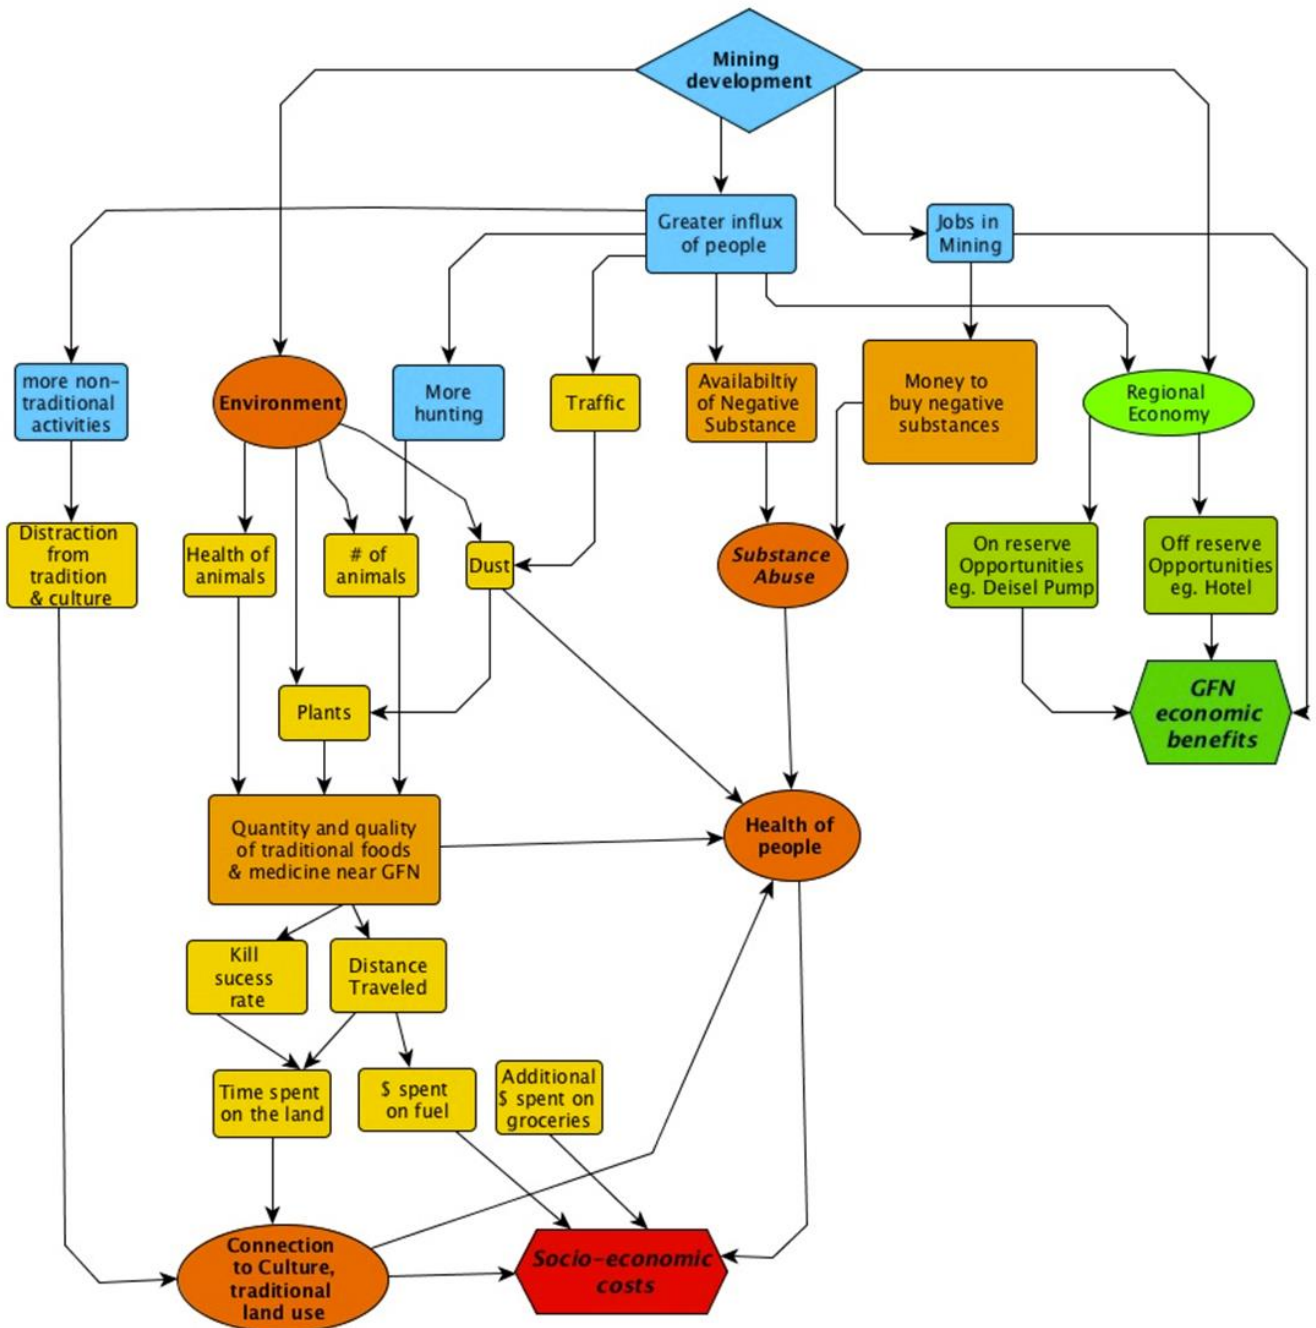 Mining
development
Greater influx
of people
Jobs in
Mining
more non-
traditional
activities
Environment
More
hunting
Traffic
Availabiltiy
of Negative
Substance
Money to
buy negative
substances
Regional
Economy
Distraction
from
tradition
& culture
Health of
animals
# of
animals
Dust
Substance
Abuse
On reserve
Opportunities
eg. Deisel Pump
Off reserve
Opportunities
eg. Hotel
Plants
GFN
economic
benefits
Quantity and quality
of traditional foods
& medicine near GFN
Health of
people
Kill
sucess
rate
Distance
Traveled
Time spent
on the land
$ spent
on fuel
Additional
$ spent on
groceries
Connection
to Culture,
traditional
land use
Socio-economic
costs